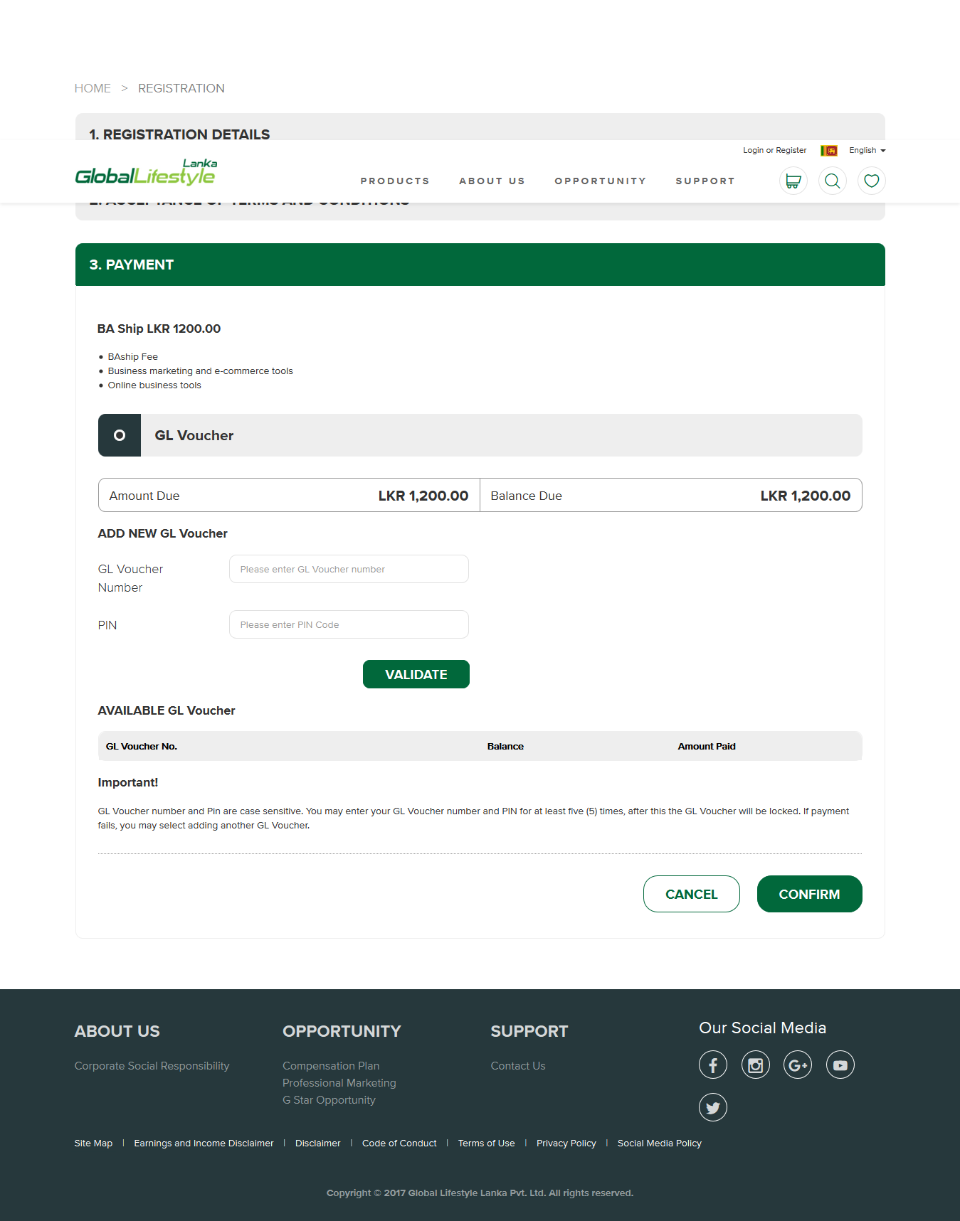 HOME > REGISTRATION
1. REGISTRATION DETAILS
Login or Register English
Lanka
GlobalLifestyle
PRODUCTS ABOUT US OPPORTUNITY SUPPORT
2. ACCEPTANCE OF TERMS AND CONDITIONS
3. PAYMENT
BA Ship LKR 1200.00
• BAship Fee
• Business marketing and e-commerce tools
• Online business tools
GL Voucher
Amount Due LKR 1,200.00 Balance Due LKR 1,200.00
ADD NEW GL Voucher
GL Voucher Please enter GL Voucher number
Number
PIN Please enter PIN Code
VALIDATE
AVAILABLE GL Voucher
GL Voucher No. Balance Amount Paid
Important!
GL Voucher number and Pin are case sensitive. You may enter your GL Voucher number and PIN for at least five (5) times, after this the GL Voucher will be locked. If payment
fails, you may select adding another GL Voucher.
CANCEL CONFIRM
ABOUT US OPPORTUNITY SUPPORT Our Social Media
Corporate Social Responsibility Compensation Plan Contact Us
Professional Marketing
G Star Opportunity
Site Map | Earnings and Income Disclaimer | Disclaimer | Code of Conduct | Terms of Use | Privacy Policy | Social Media Policy
Copyright © 2017 Global Lifestyle Lanka Pvt. Ltd. All rights reserved.